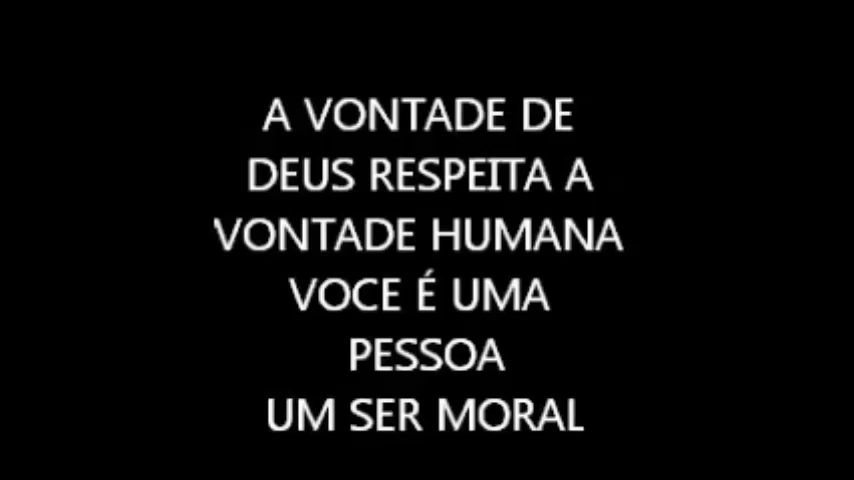 A VONTADE DE
DEUS RESPEITA A
VONTADE HUMANA
VOCE É UMA
PESSOA
UM SER MORAL